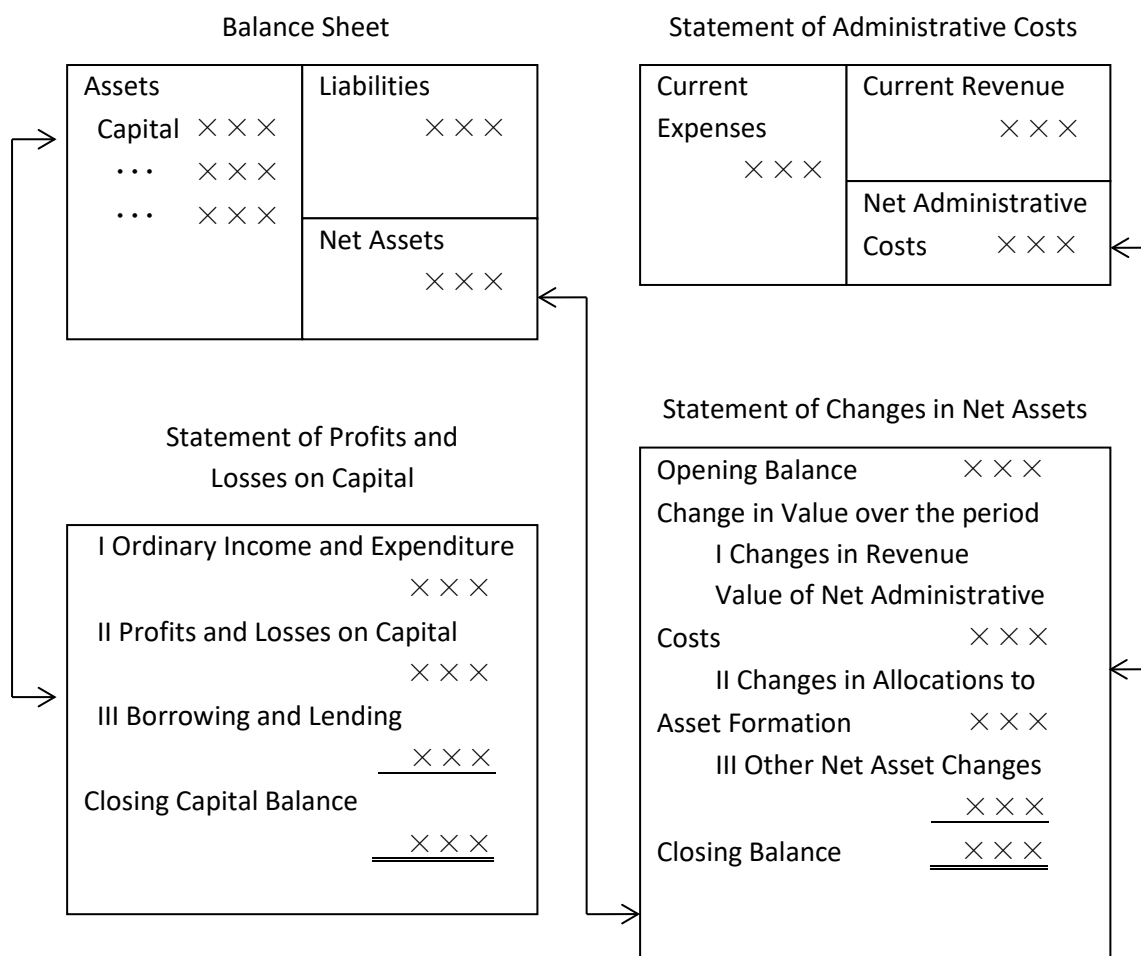 Balance Sheet
Assets
Capital ×××
··· ×××
··· ×××
Liabilities
×××
Net Assets
×××
Statement of Administrative Costs
Current
Expenses
×××
Current Revenue
×××
Net Administrative
Costs ×××
Statement of Profits and
Losses on Capital
I Ordinary Income and Expenditure
×××
II Profits and Losses on Capital
×××
III Borrowing and Lending
×××
Closing Capital Balance
×××
Statement of Changes in Net Assets
Opening Balance ×××
Change in Value over the period
I Changes in Revenue
Value of Net Administrative
Costs ×××
II Changes in Allocations to
Asset Formation ×××
III Other Net Asset Changes
×××
Closing Balance ×××